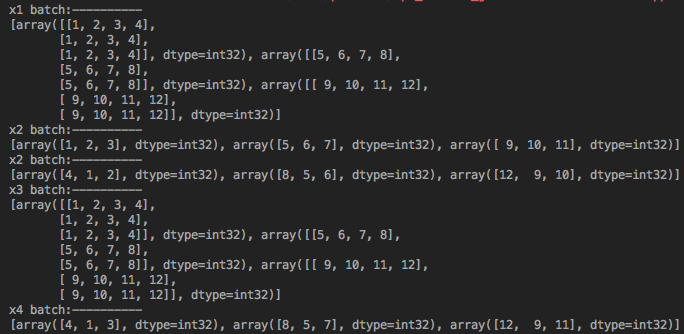 x1 batch:----------
[array([[1, 2, 3, 4],
       [1, 2, 3, 4],
       [1, 2, 3, 4]], dtype=int32), array([[5, 6, 7, 8],
       [5, 6, 7, 8],
       [5, 6, 7, 8]], dtype=int32), array([[ 9, 10, 11, 12],
       [ 9, 10, 11, 12],
       [ 9, 10, 11, 12]], dtype=int32)]
x2 batch:----------
[array([1, 2, 3], dtype=int32), array([5, 6, 7], dtype=int32), array([ 9, 10, 11], dtype=int32)]
x2 batch:----------
[array([4, 1, 2], dtype=int32), array([8, 5, 6], dtype=int32), array([12,  9, 10], dtype=int32)]
x3 batch:----------
[array([[1, 2, 3, 4],
       [1, 2, 3, 4],
       [1, 2, 3, 4]], dtype=int32), array([[5, 6, 7, 8],
       [5, 6, 7, 8],
       [5, 6, 7, 8]], dtype=int32), array([[ 9, 10, 11, 12],
       [ 9, 10, 11, 12],
       [ 9, 10, 11, 12]], dtype=int32)]
x4 batch:----------
[array([4, 1, 3], dtype=int32), array([8, 5, 7], dtype=int32), array([12,  9, 11], dtype=int32)]